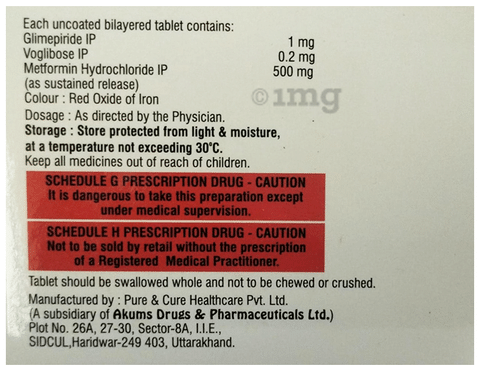 Each uncoated bilayered tablet contains:
Glimepiride IP 1 mg
Voglibose IP 0.2 mg
Metformin Hydrochloride IP 500 mg
(as sustained release)
Colour : Red Oxide of Iron
©1mg
Dosage : As directed by the Physician.
Storage : Store protected from light & moisture,
at a temperature not exceeding 30°C.
Keep all medicines out of reach of children.
SCHEDULE G PRESCRIPTION DRUG - CAUTION
It is dangerous to take this preparation except
under medical supervision.
SCHEDULE H PRESCRIPTION DRUG - CAUTION
Not to be sold by retail without the prescription
of a Registered Medical Practitioner.
Tablet should be swallowed whole and not to be chewed or crushed.
Manufactured by : Pure & Cure Healthcare Pvt. Ltd.
(A subsidiary of Akums Drugs & Pharmaceuticals Ltd.)
Plot No. 26A, 27-30, Sector-8A, I.I.E.,
SIDCUL,Haridwar-249 403, Uttarakhand.